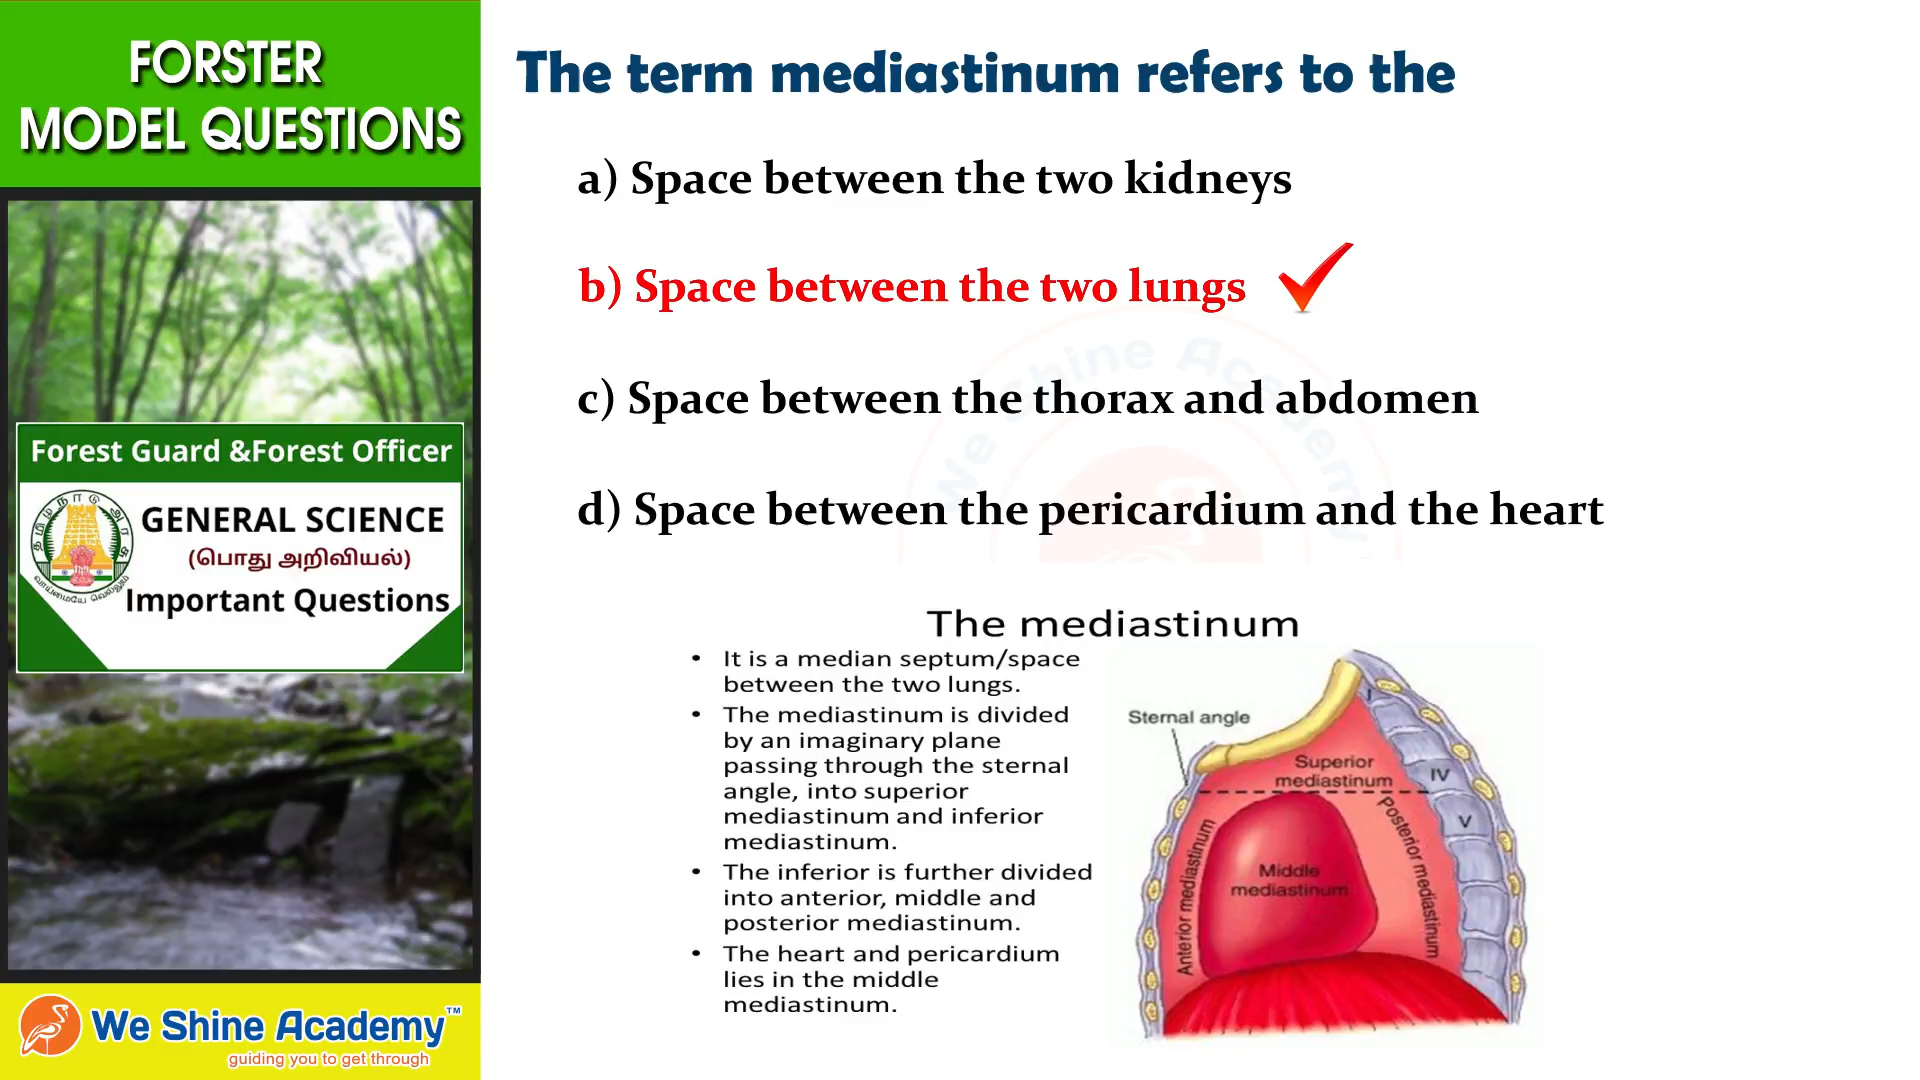 FORSTER
MODEL QUESTIONS
Forest Guard &Forest Officer
தமிழ்நாடு அரசு
வாய்மையே வெல்லும்
GENERAL SCIENCE
(பொது அறிவியல்)
Important Questions
We Shine Academy™
guiding you to get through
The term mediastinum refers to the
a) Space between the two kidneys
b) Space between the two lungs
c) Space between the thorax and abdomen
d) Space between the pericardium and the heart
We Shine Academy
The mediastinum
• It is a median septum/space
between the two lungs.
• The mediastinum is divided
by an imaginary plane
passing through the sternal
angle, into superior
mediastinum and inferior
mediastinum.
• The inferior is further divided
into anterior, middle and
posterior mediastinum.
• The heart and pericardium
lies in the middle
mediastinum.
Sternal angle
I
Superior
mediastinum
IV
V
Anterior mediastinum
Middle
mediastinum
Posterior mediastinum